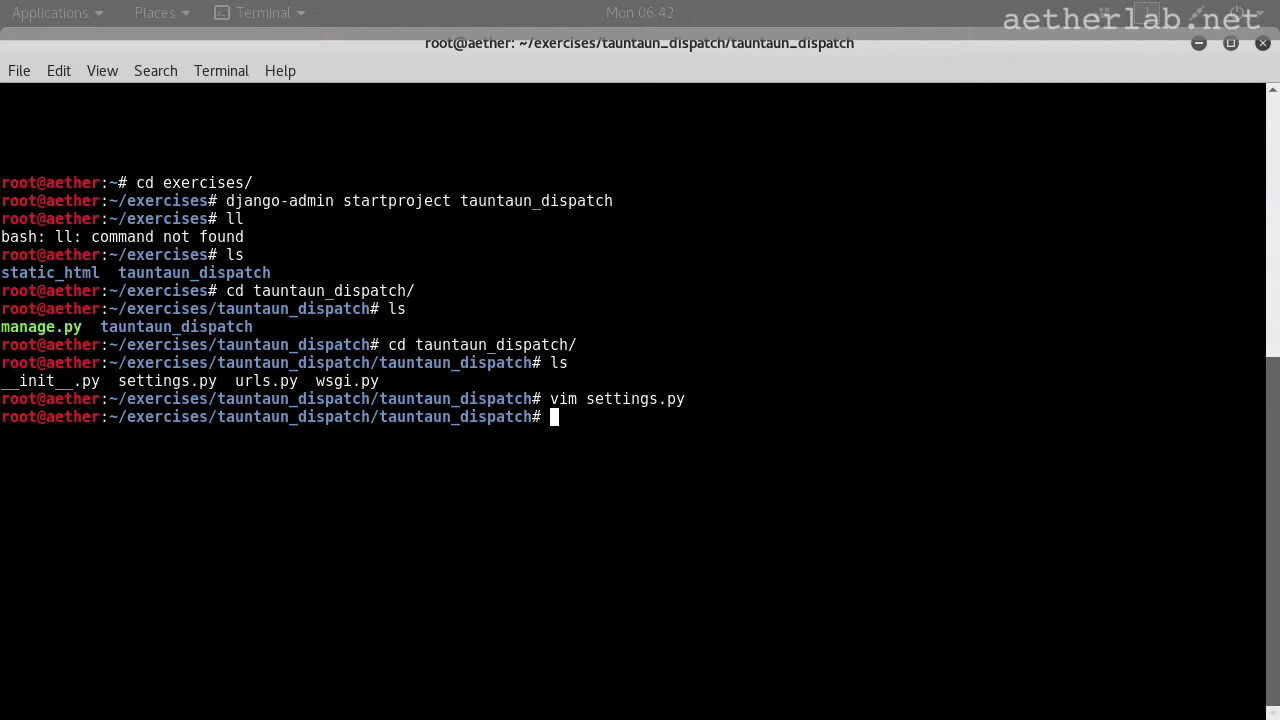 Applications Places Terminal Mon 06:42 1
aetherlab.net
root@aether: ~/exercises/tauntaun_dispatch/tauntaun_dispatch
File Edit View Search Terminal Help
root@aether:~# cd exercises/
root@aether:~/exercises# django-admin startproject tauntaun_dispatch
root@aether:~/exercises# ll
bash: ll: command not found
root@aether:~/exercises# ls
static_html  tauntaun_dispatch
root@aether:~/exercises# cd tauntaun_dispatch/
root@aether:~/exercises/tauntaun_dispatch# ls
manage.py  tauntaun_dispatch
root@aether:~/exercises/tauntaun_dispatch# cd tauntaun_dispatch/
root@aether:~/exercises/tauntaun_dispatch/tauntaun_dispatch# ls
__init__.py  settings.py  urls.py  wsgi.py
root@aether:~/exercises/tauntaun_dispatch/tauntaun_dispatch# vim settings.py
root@aether:~/exercises/tauntaun_dispatch/tauntaun_dispatch#